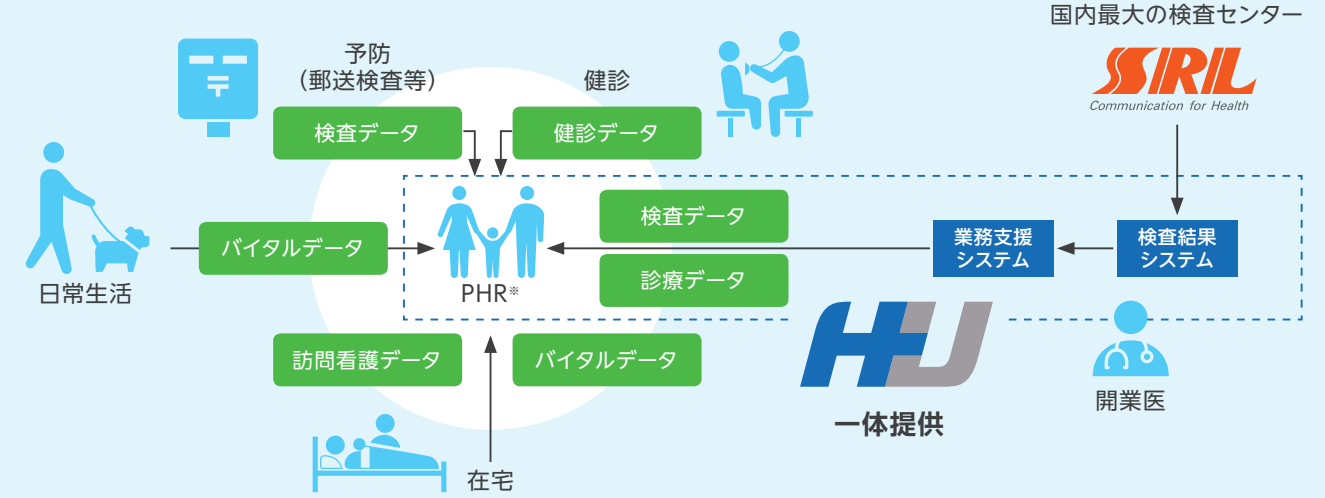 国内最大の検査センター
SRL
Communication for Health
予防
（郵送検査等）
健診
〒
検査データ
健診データ
検査データ
バイタルデータ
業務支援
システム
検査結果
システム
診療データ
日常生活
PHR※
訪問看護データ
バイタルデータ
HU
開業医
一体提供
在宅